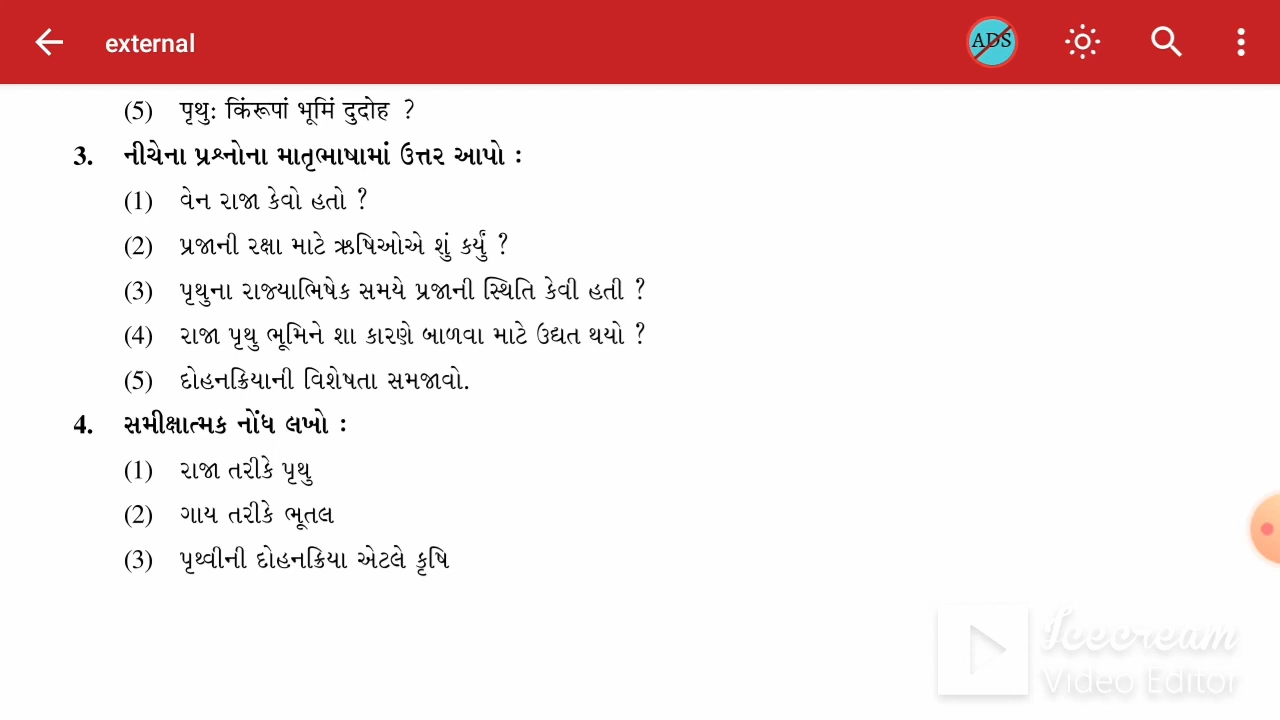 external
ADS
(5) पृथुः किंरूपां भूमिं दुदोह ?
3. નીચેના પ્રશ્નોના માતૃભાષામાં ઉત્તર આપો :
(1) વેન રાજા કેવો હતો ?
(2) પ્રજાની રક્ષા માટે ઋષિઓએ શું કર્યું ?
(3) પૃથુના રાજ્યાભિષેક સમયે પ્રજાની સ્થિતિ કેવી હતી ?
(4) રાજા પૃથુ ભૂમિને શા કારણે બાળવા માટે ઉદ્યત થયો ?
(5) દોહનક્રિયાની વિશેષતા સમજાવો.
4. સમીક્ષાત્મક નોંધ લખો :
(1) રાજા તરીકે પૃથુ
(2) ગાય તરીકે ભૂતલ
(3) પૃથ્વીની દોહનક્રિયા એટલે કૃષિ
Icecream
Video Editor